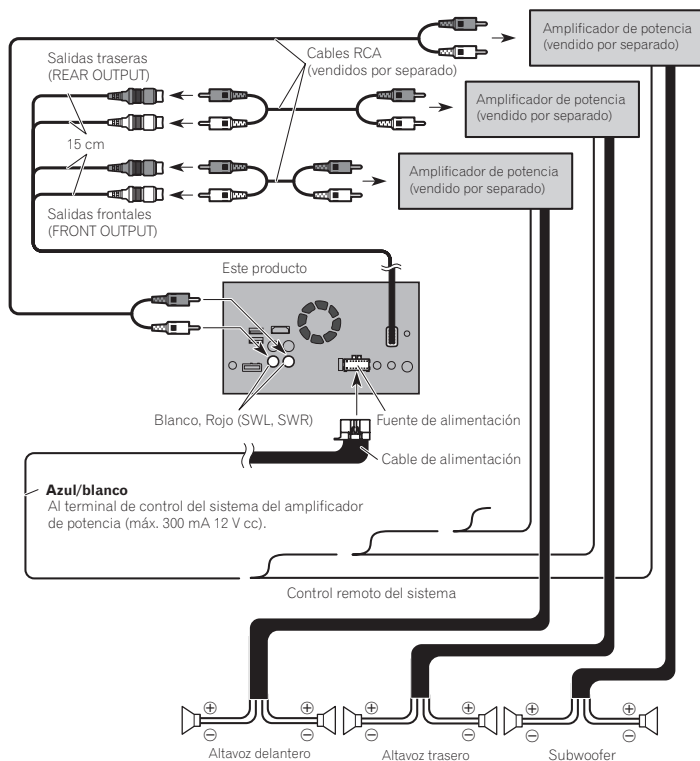 Amplificador de potencia
(vendido por separado)
Salidas traseras
(REAR OUTPUT)
Cables RCA
(vendidos por separado)
Amplificador de potencia
(vendido por separado)
15 cm
Amplificador de potencia
(vendido por separado)
Salidas frontales
(FRONT OUTPUT)
Este producto
Blanco, Rojo (SWL, SWR)
Fuente de alimentación
Cable de alimentación
Azul/blanco
Al terminal de control del sistema del amplificador
de potencia (máx. 300 mA 12 V cc).
Control remoto del sistema
+ + + + + +
− − − − − −
Altavoz delantero
Altavoz trasero
Subwoofer